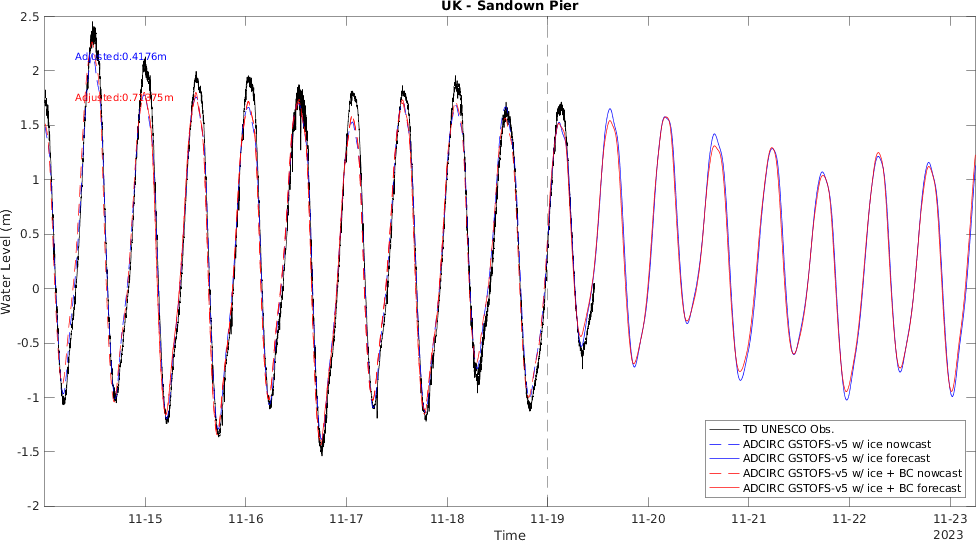 UK - Sandown Pier
2.5
2
1.5
1
0.5
0
-0.5
-1
-1.5
-2
Water Level (m)
Adjusted:0.4176m
TD UNESCO Obs.
ADCIRC GSTOFS-v5 w/ ice nowcast
ADCIRC GSTOFS-v5 w/ ice forecast
ADCIRC GSTOFS-v5 w/ ice + BC nowcast
ADCIRC GSTOFS-v5 w/ ice + BC forecast
11-15 11-16 11-17 11-18 11-19 11-20 11-21 11-22 11-23
Time
2023